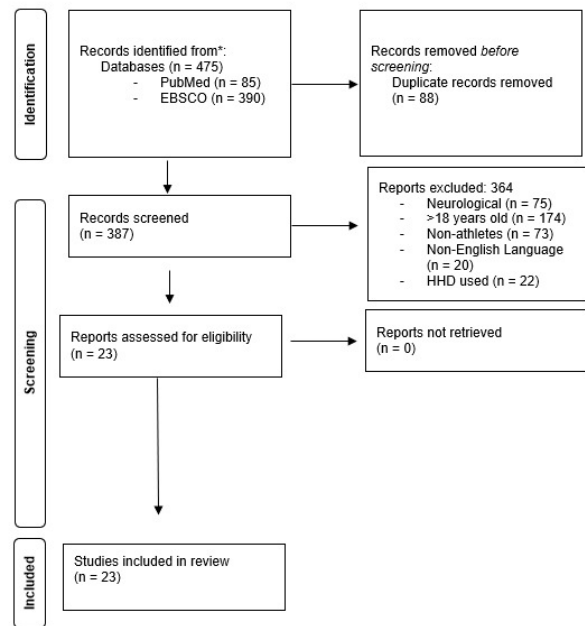 Identification
Records identified from*:
Databases (n = 475)
- PubMed (n = 85)
- EBSCO (n = 390)
Records removed before
screening:
Duplicate records removed
(n = 88)
Screening
Records screened
(n = 387)
Reports excluded: 364
- Neurological (n = 75)
- >18 years old (n = 174)
- Non-athletes (n = 73)
- Non-English Language
(n = 20)
- HHD used (n = 22)
Reports assessed for eligibility
(n = 23)
Reports not retrieved
(n = 0)
Included
Studies included in review
(n = 23)